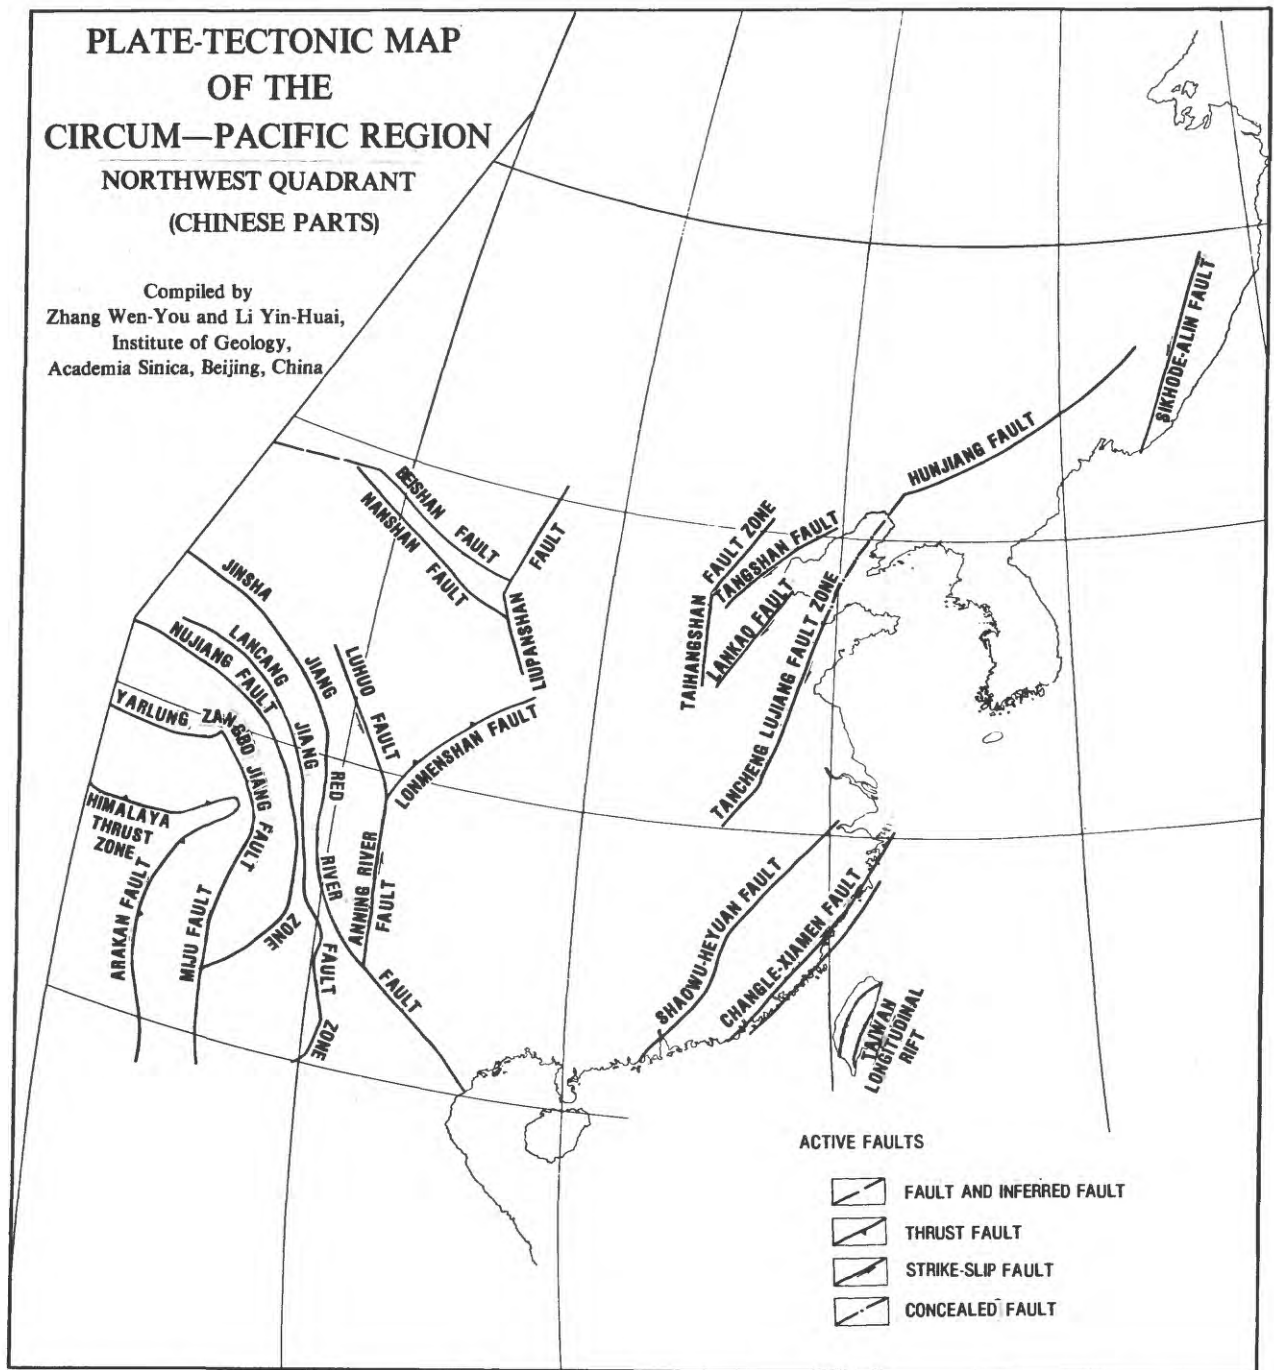 PLATE-TECTONIC MAP
OF THE
CIRCUM—PACIFIC REGION
NORTHWEST QUADRANT
(CHINESE PARTS)
Compiled by
Zhang Wen-You and Li Yin-Huai,
Institute of Geology,
Academia Sinica, Beijing, China
SIKHODE-ALIN FAULT
HUNJIANG FAULT
BEISHAN FAULT
NANSHAN FAULT
LIUPANSHAN FAULT
TAIHANGSHAN FAULT ZONE
TANGSHAN FAULT
LANKAO FAULT
TANCHENG LUJIANG FAULT ZONE
JINSHA JIANG RED RIVER FAULT
LANCANG JIANG FAULT ZONE
NUJIANG FAULT ZONE
LUHUO FAULT
YARLUNG ZANGBO JIANG FAULT
LONMENSHAN FAULT
HIMALAYA
THRUST
ZONE
ARAKAN FAULT
MIJU FAULT
ANNING RIVER
FAULT
SHAOWU-HEYUAN FAULT
CHANGLE-XIAMEN FAULT
TAIWAN
LONGITUDINAL
RIFT
ACTIVE FAULTS
FAULT AND INFERRED FAULT
THRUST FAULT
STRIKE-SLIP FAULT
CONCEALED FAULT